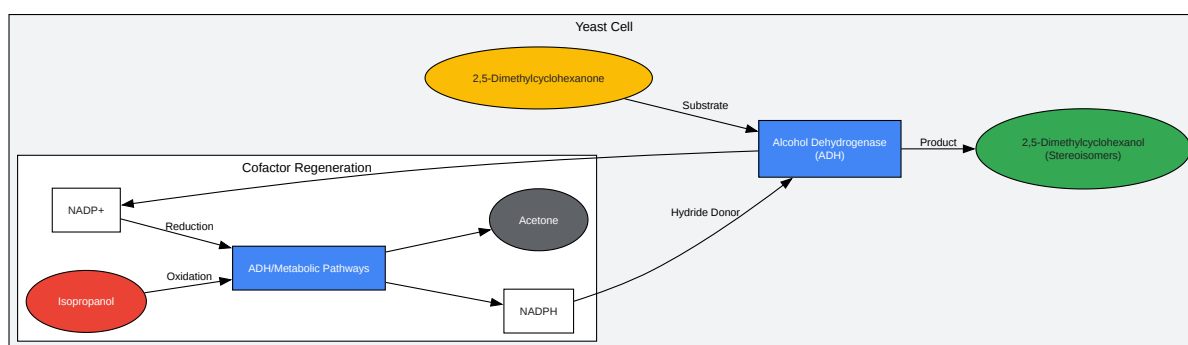 Yeast Cell
2,5-Dimethylcyclohexanone
Substrate
Alcohol Dehydrogenase
(ADH)
Product
2,5-Dimethylcyclohexanol
(Stereoisomers)
Cofactor Regeneration
NADP+
Reduction
Acetone
Hydride Donor
ADH/Metabolic Pathways
Oxidation
Isopropanol
NADPH